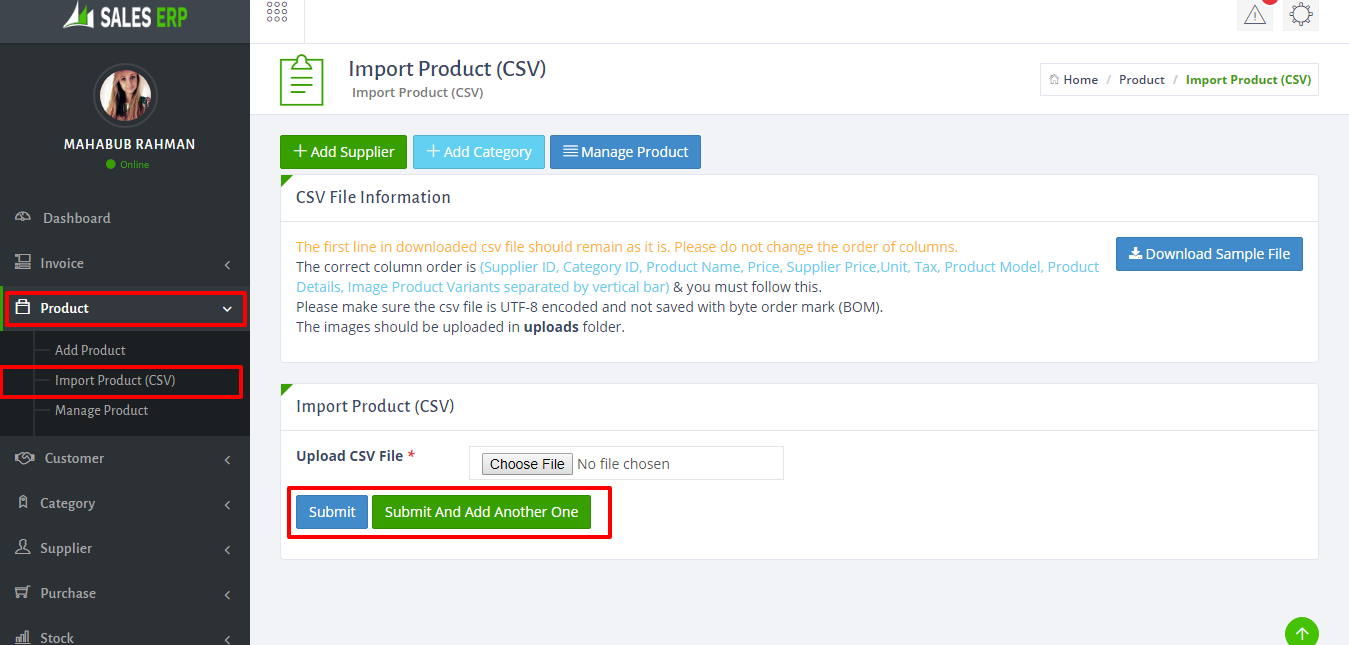 SALES ERP
MAHABUB RAHMAN
Online
Dashboard
Invoice
Product
Add Product
Import Product (CSV)
Manage Product
Customer
Category
Supplier
Purchase
Stock
Import Product (CSV)
Import Product (CSV)
Home / Product / Import Product (CSV)
Add Supplier
Add Category
Manage Product
CSV File Information
The first line in downloaded csv file should remain as it is. Please do not change the order of columns.
The correct column order is (Supplier ID, Category ID, Product Name, Price, Supplier Price,Unit, Tax, Product Model, Product
Details, Image Product Variants separated by vertical bar) & you must follow this.
Please make sure the csv file is UTF-8 encoded and not saved with byte order mark (BOM).
The images should be uploaded in uploads folder.
Download Sample File
Import Product (CSV)
Upload CSV File *
Choose File No file chosen
Submit
Submit And Add Another One